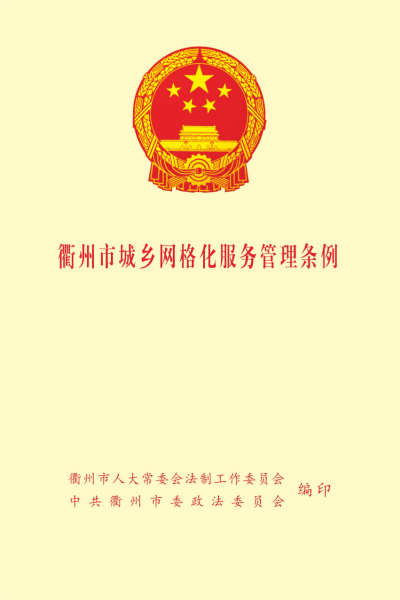 衢州市城乡网格化服务管理条例
衢州市人大常委会法制工作委员会
中共衢州市委政法委员会
编印